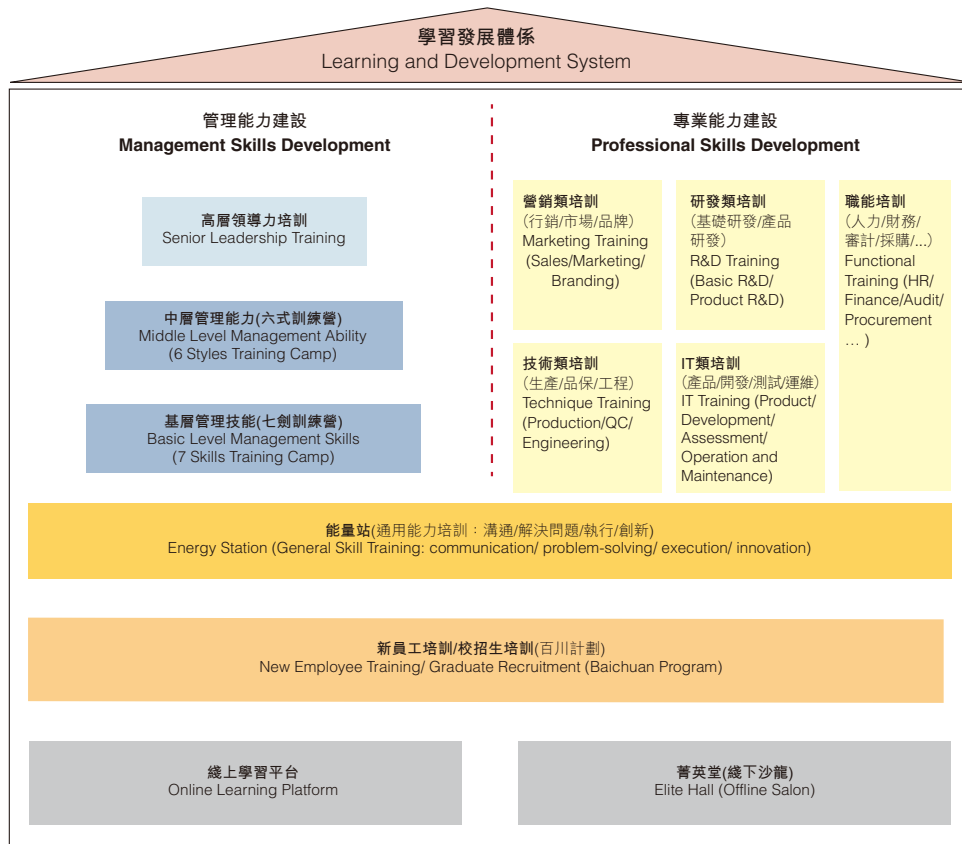 學習發展體係
Learning and Development System
管理能力建設
Management Skills Development
專業能力建設
Professional Skills Development
高層領導力培訓
Senior Leadership Training
中層管理能力(六式訓練營)
Middle Level Management Ability
(6 Styles Training Camp)
基層管理技能(七劍訓練營)
Basic Level Management Skills
(7 Skills Training Camp)
營銷類培訓
(行銷/市場/品牌)
Marketing Training
(Sales/Marketing/
Branding)
研發類培訓
(基礎研發/產品
研發)
R&D Training
(Basic R&D/
Product R&D)
職能培訓
(人力/財務/
審計/採購/...)
Functional
Training (HR/
Finance/Audit/
Procurement
... )
技術類培訓
(生產/品保/工程)
Technique Training
(Production/QC/
Engineering)
IT類培訓
(產品/開發/測試/運維)
IT Training (Product/
Development/
Assessment/
Operation and
Maintenance)
能量站(通用能力培訓：溝通/解決問題/執行/創新)
Energy Station (General Skill Training: communication/ problem-solving/ execution/ innovation)
新員工培訓/校招生培訓(百川計劃)
New Employee Training/ Graduate Recruitment (Baichuan Program)
綫上學習平台
Online Learning Platform
菁英堂(綫下沙龍)
Elite Hall (Offline Salon)